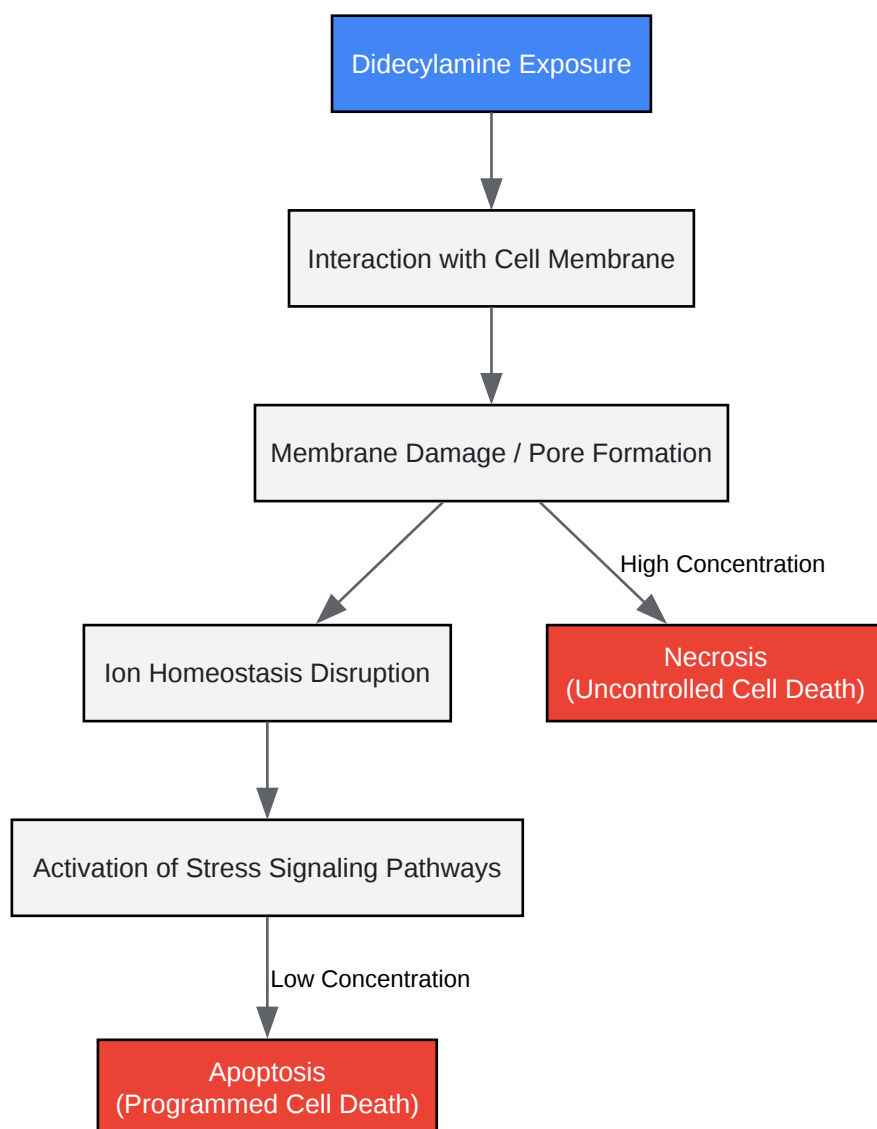 Didecylamine Exposure
Interaction with Cell Membrane
Membrane Damage / Pore Formation
High Concentration
Ion Homeostasis Disruption
Necrosis
(Uncontrolled Cell Death)
Activation of Stress Signaling Pathways
Low Concentration
Apoptosis
(Programmed Cell Death)